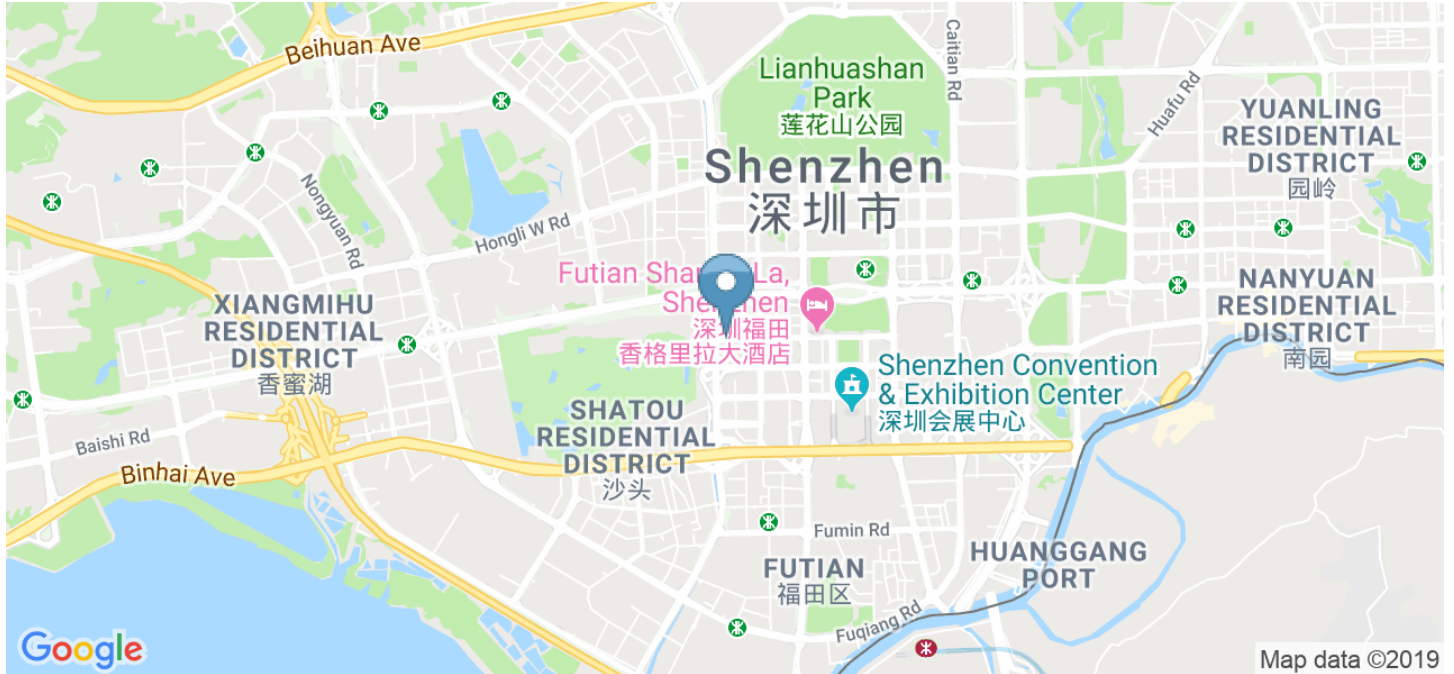 Beihuan Ave
Caitian Rd
Lianhuashan
Park
莲花山公园
Huafu Rd
YUANLING
RESIDENTIAL
DISTRICT
园岭
Shenzhen
深圳市
Nongyuan Rd
Hongli W Rd
Futian
La,
深圳福田
香格里拉大酒店
NANYUAN
RESIDENTIAL
DISTRICT
南园
XIANGMIHU
RESIDENTIAL
DISTRICT
香蜜湖
Shenzhen Convention
& Exhibition Center
深圳会展中心
SHATOU
RESIDENTIAL
DISTRICT
沙头
Baishi Rd
Binhai Ave
Fumin Rd
HUANGGANG
PORT
FUTIAN
福田区
Fuqiang Rd
Google
Map data ©2019